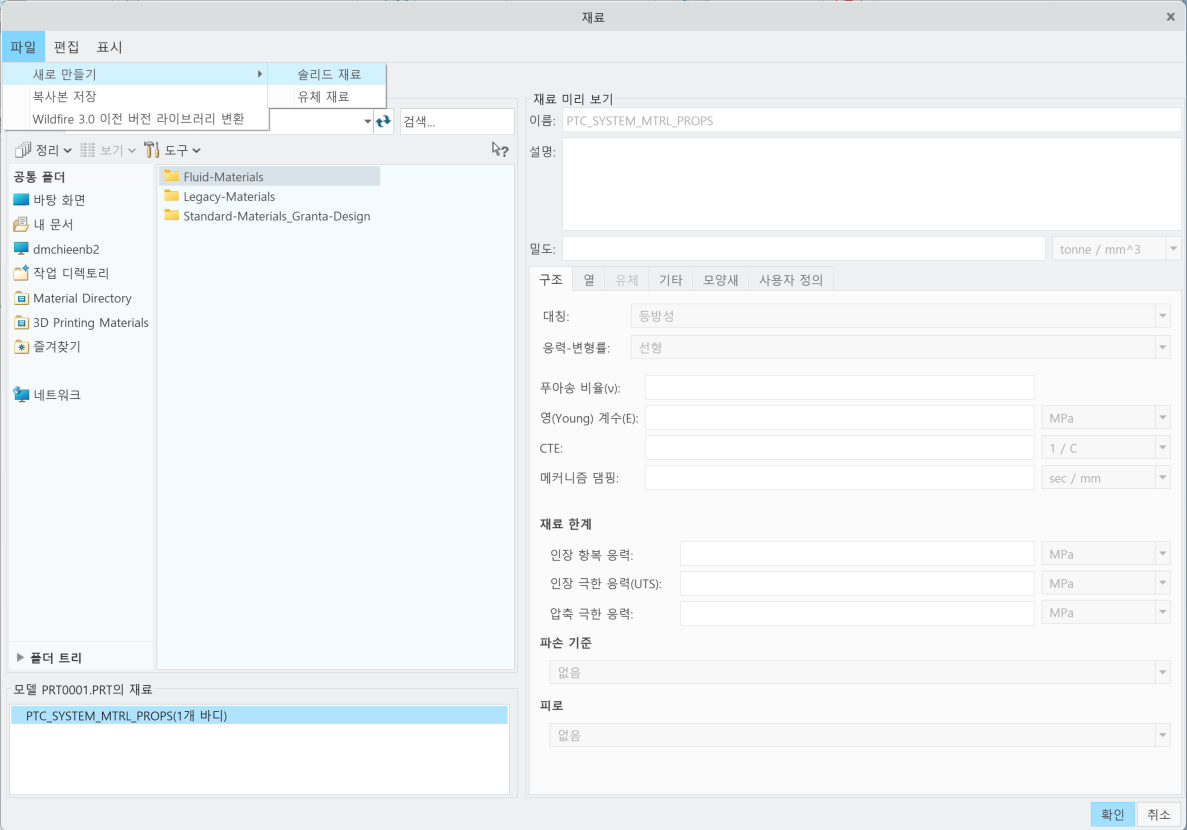 재료
파일 편집 표시
새로 만들기 솔리드 재료
복사본 저장 유체 재료
Wildfire 3.0 이전 버전 라이브러리 변환
검색...
정리 보기 도구
공통 폴더
바탕 화면
내 문서
dmchieenb2
작업 디렉토리
Material Directory
3D Printing Materials
즐겨찾기
네트워크
폴더 트리
Fluid-Materials
Legacy-Materials
Standard-Materials_Granta-Design
모델 PRT0001.PRT의 재료
PTC_SYSTEM_MTRL_PROPS(1개 바디)
재료 미리 보기
이름: PTC_SYSTEM_MTRL_PROPS
설명:
밀도: tonne / mm^3
구조 열 유체 기타 모양새 사용자 정의
대칭: 등방성
응력-변형률: 선형
푸아송 비율(ν):
영(Young) 계수(E): MPa
CTE: 1 / C
메커니즘 댐핑: sec / mm
재료 한계
인장 항복 응력: MPa
인장 극한 응력(UTS): MPa
압축 극한 응력: MPa
파손 기준
없음
피로
없음
확인 취소